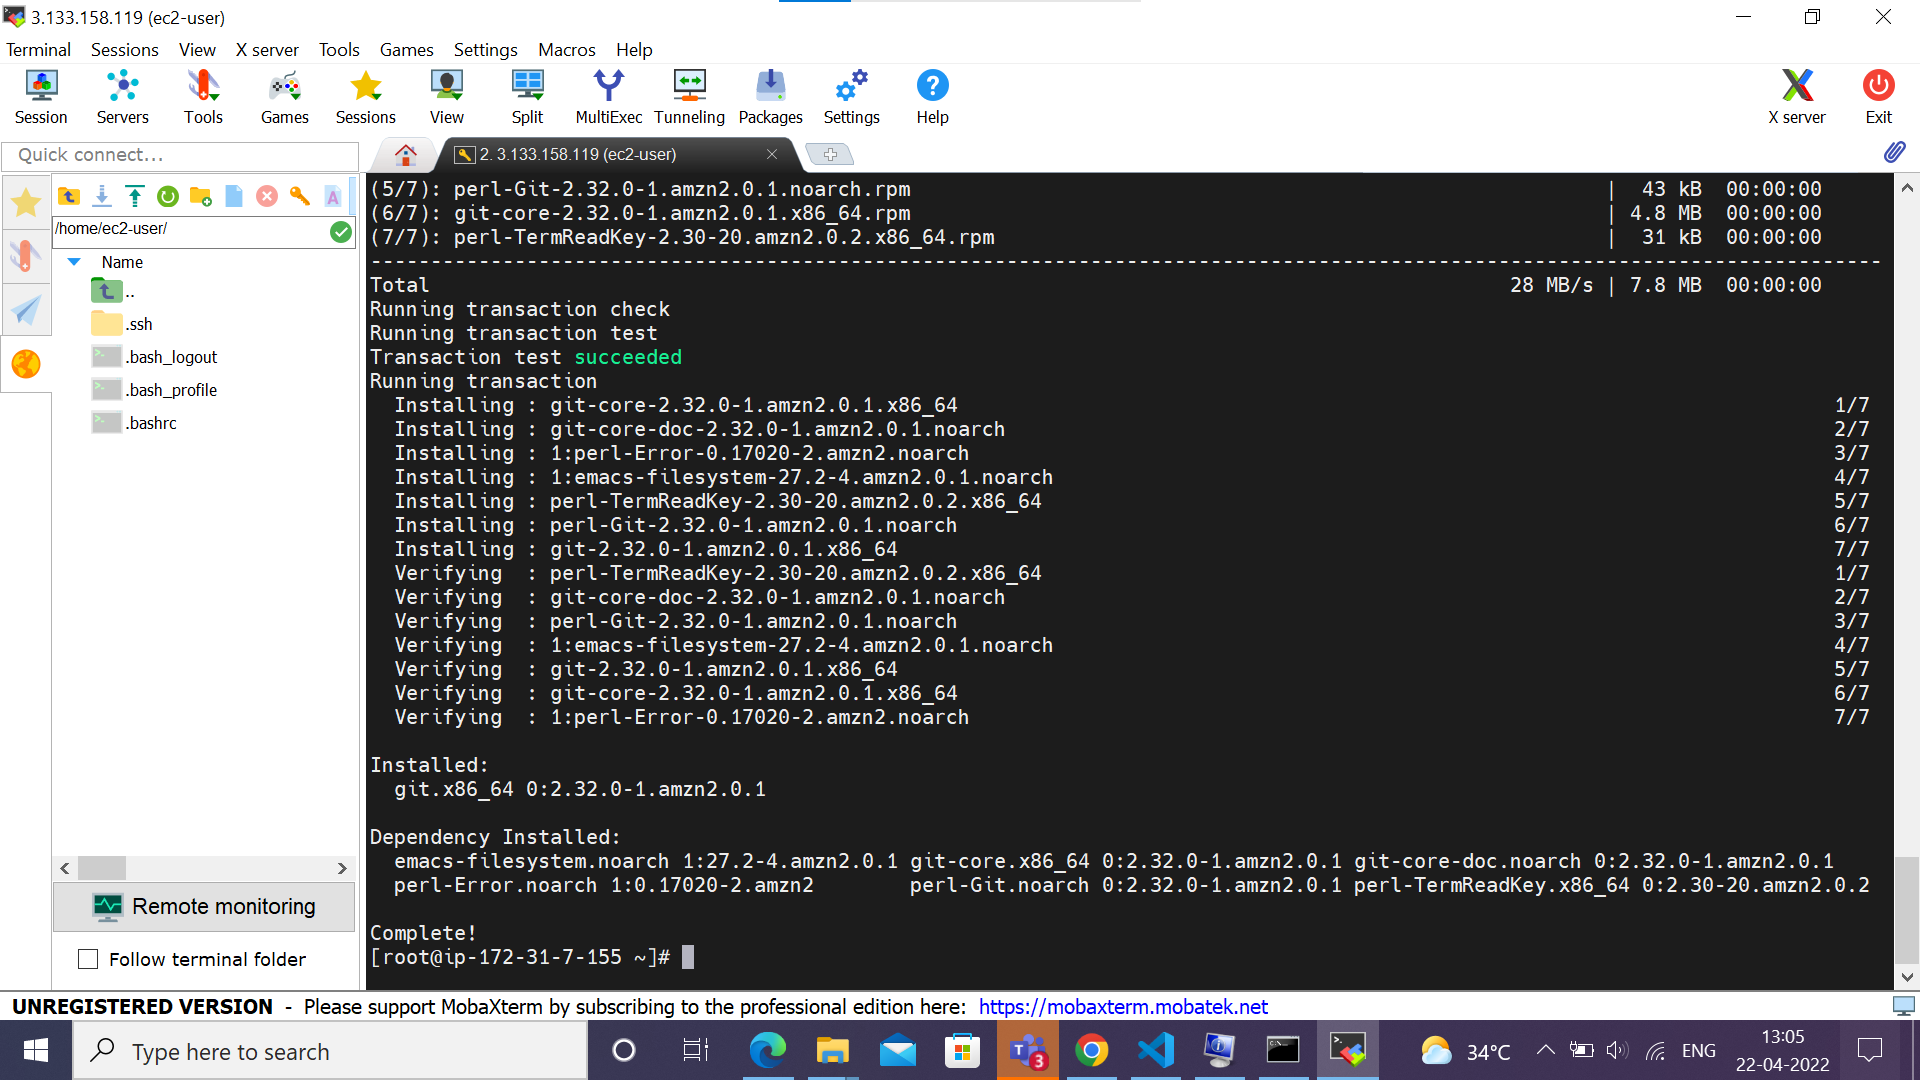 3.133.158.119 (ec2-user)
Terminal Sessions View X server Tools Games Settings Macros Help
Session Servers Tools Games Sessions View Split MultiExec Tunneling Packages Settings Help X server Exit
Quick connect...
2. 3.133.158.119 (ec2-user)
/home/ec2-user/
Name
..
.ssh
.bash_logout
.bash_profile
.bashrc
Remote monitoring
Follow terminal folder
(5/7): perl-Git-2.32.0-1.amzn2.0.1.noarch.rpm | 43 kB 00:00:00
(6/7): git-core-2.32.0-1.amzn2.0.1.x86_64.rpm | 4.8 MB 00:00:00
(7/7): perl-TermReadKey-2.30-20.amzn2.0.2.x86_64.rpm | 31 kB 00:00:00
------------------------------------------------------------------------------------------------------------------------------
Total 28 MB/s | 7.8 MB 00:00:00
Running transaction check
Running transaction test
Transaction test succeeded
Running transaction
Installing : git-core-2.32.0-1.amzn2.0.1.x86_64 1/7
Installing : git-core-doc-2.32.0-1.amzn2.0.1.noarch 2/7
Installing : 1:perl-Error-0.17020-2.amzn2.noarch 3/7
Installing : 1:emacs-filesystem-27.2-4.amzn2.0.1.noarch 4/7
Installing : perl-TermReadKey-2.30-20.amzn2.0.2.x86_64 5/7
Installing : perl-Git-2.32.0-1.amzn2.0.1.noarch 6/7
Installing : git-2.32.0-1.amzn2.0.1.x86_64 7/7
Verifying : perl-TermReadKey-2.30-20.amzn2.0.2.x86_64 1/7
Verifying : git-core-doc-2.32.0-1.amzn2.0.1.noarch 2/7
Verifying : perl-Git-2.32.0-1.amzn2.0.1.noarch 3/7
Verifying : 1:emacs-filesystem-27.2-4.amzn2.0.1.noarch 4/7
Verifying : git-2.32.0-1.amzn2.0.1.x86_64 5/7
Verifying : git-core-2.32.0-1.amzn2.0.1.x86_64 6/7
Verifying : 1:perl-Error-0.17020-2.amzn2.noarch 7/7
Installed:
git.x86_64 0:2.32.0-1.amzn2.0.1
Dependency Installed:
emacs-filesystem.noarch 1:27.2-4.amzn2.0.1 git-core.x86_64 0:2.32.0-1.amzn2.0.1 git-core-doc.noarch 0:2.32.0-1.amzn2.0.1
perl-Error.noarch 1:0.17020-2.amzn2 perl-Git.noarch 0:2.32.0-1.amzn2.0.1 perl-TermReadKey.x86_64 0:2.30-20.amzn2.0.2
Complete!
[root@ip-172-31-7-155 ~]#
UNREGISTERED VERSION - Please support MobaXterm by subscribing to the professional edition here: https://mobaxterm.mobatek.net
Type here to search
3
34°C
ENG
13:05
22-04-2022